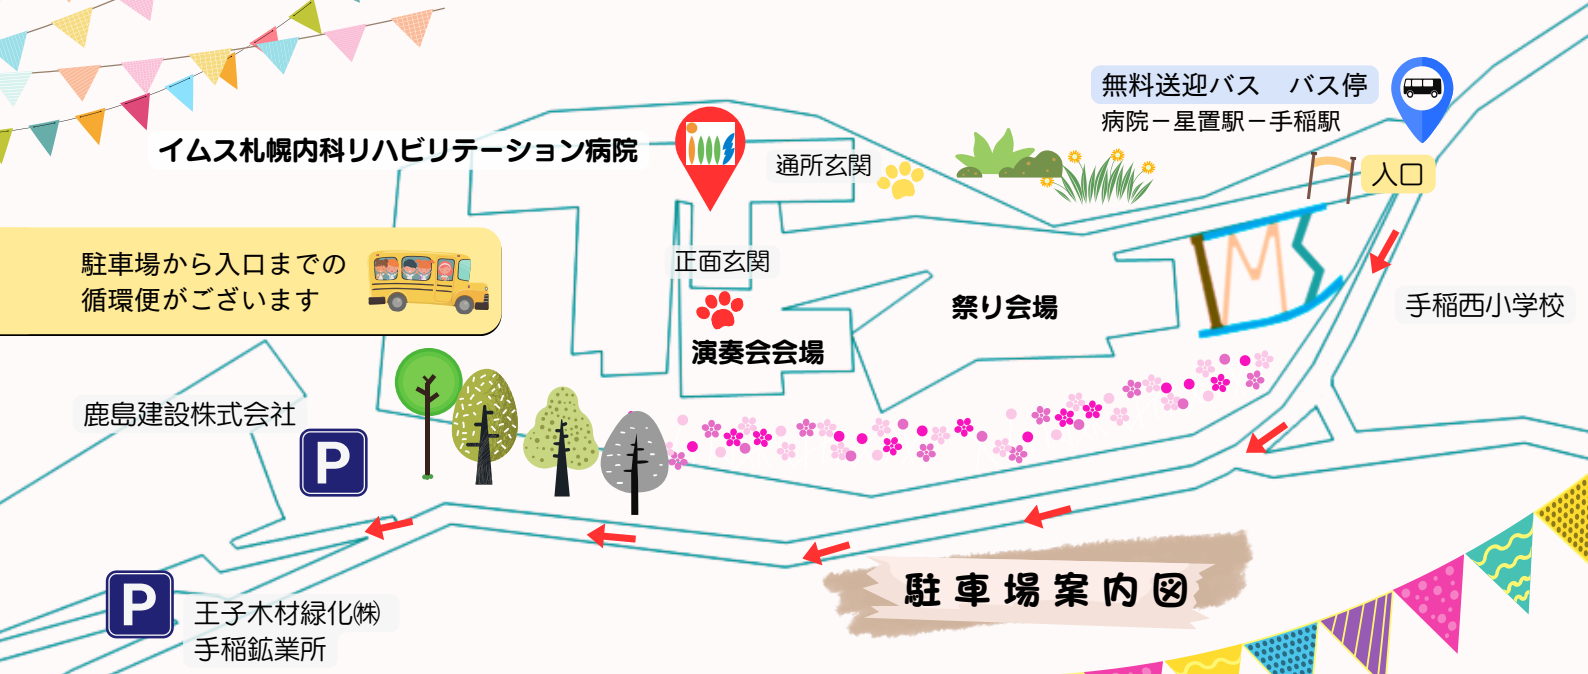 無料送迎バス　バス停
病院－星置駅－手稲駅
イムス札幌内科リハビリテーション病院
通所玄関
入口
駐車場から入口までの
循環便がございます
正面玄関
祭り会場
手稲西小学校
演奏会会場
鹿島建設株式会社
P
駐車場案内図
P
王子木材緑化㈱
手稲鉱業所
IMS